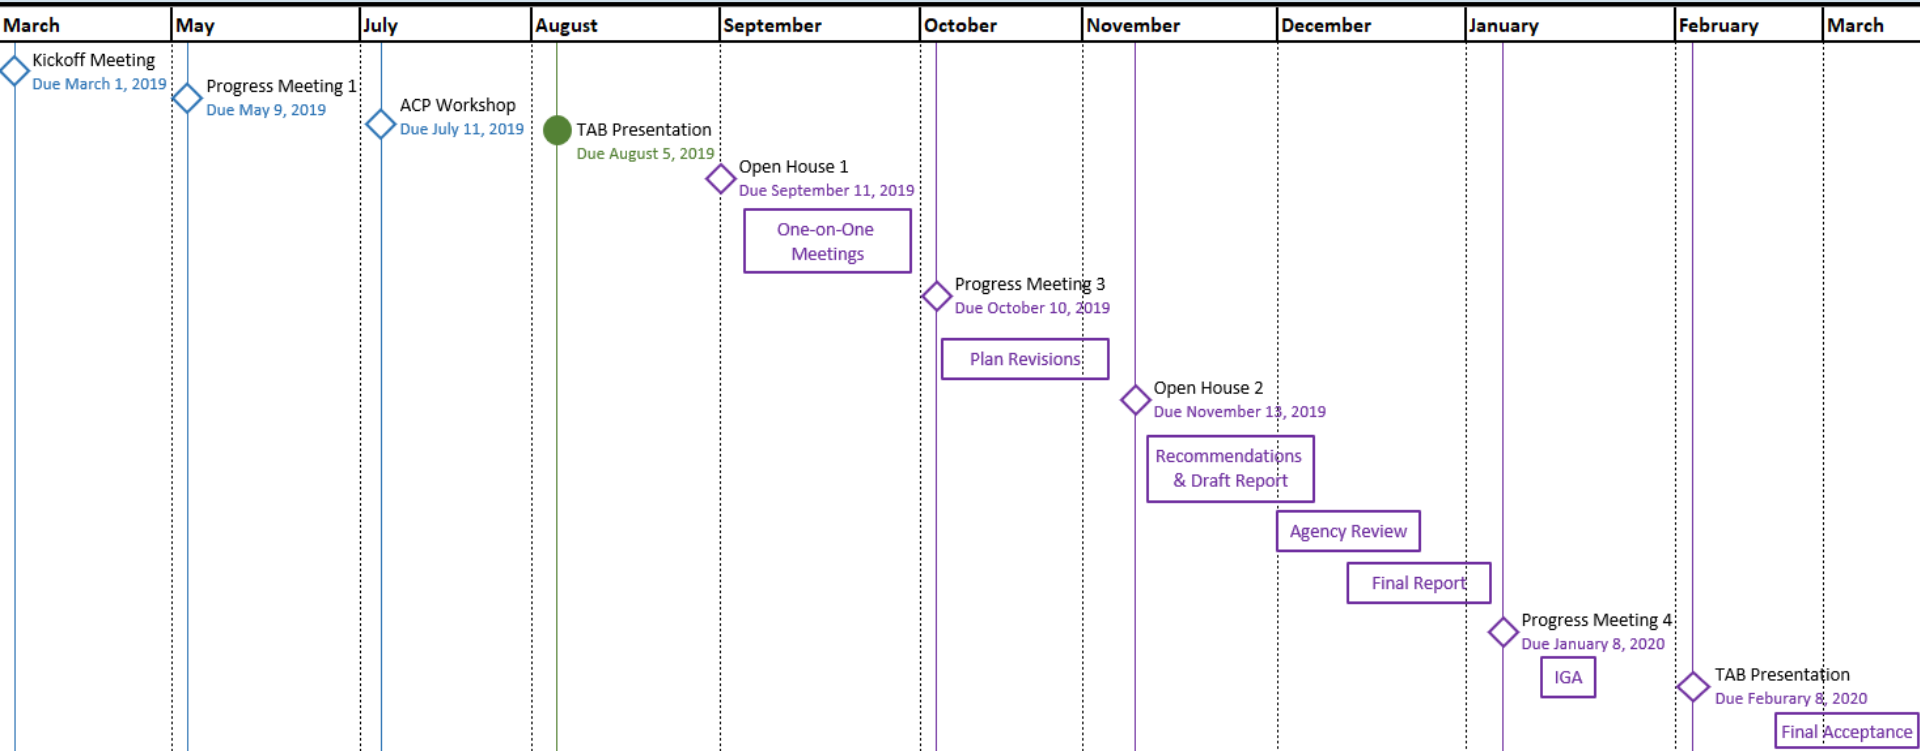 March May July August September October November December January February March
Kickoff Meeting
Due March 1, 2019
Progress Meeting 1
Due May 9, 2019
ACP Workshop
Due July 11, 2019
TAB Presentation
Due August 5, 2019
Open House 1
Due September 11, 2019
One-on-One
Meetings
Progress Meeting 3
Due October 10, 2019
Plan Revisions
Open House 2
Due November 13, 2019
Recommendations
& Draft Report
Agency Review
Final Report
Progress Meeting 4
Due January 8, 2020
IGA
TAB Presentation
Due Feburary 8, 2020
Final Acceptance